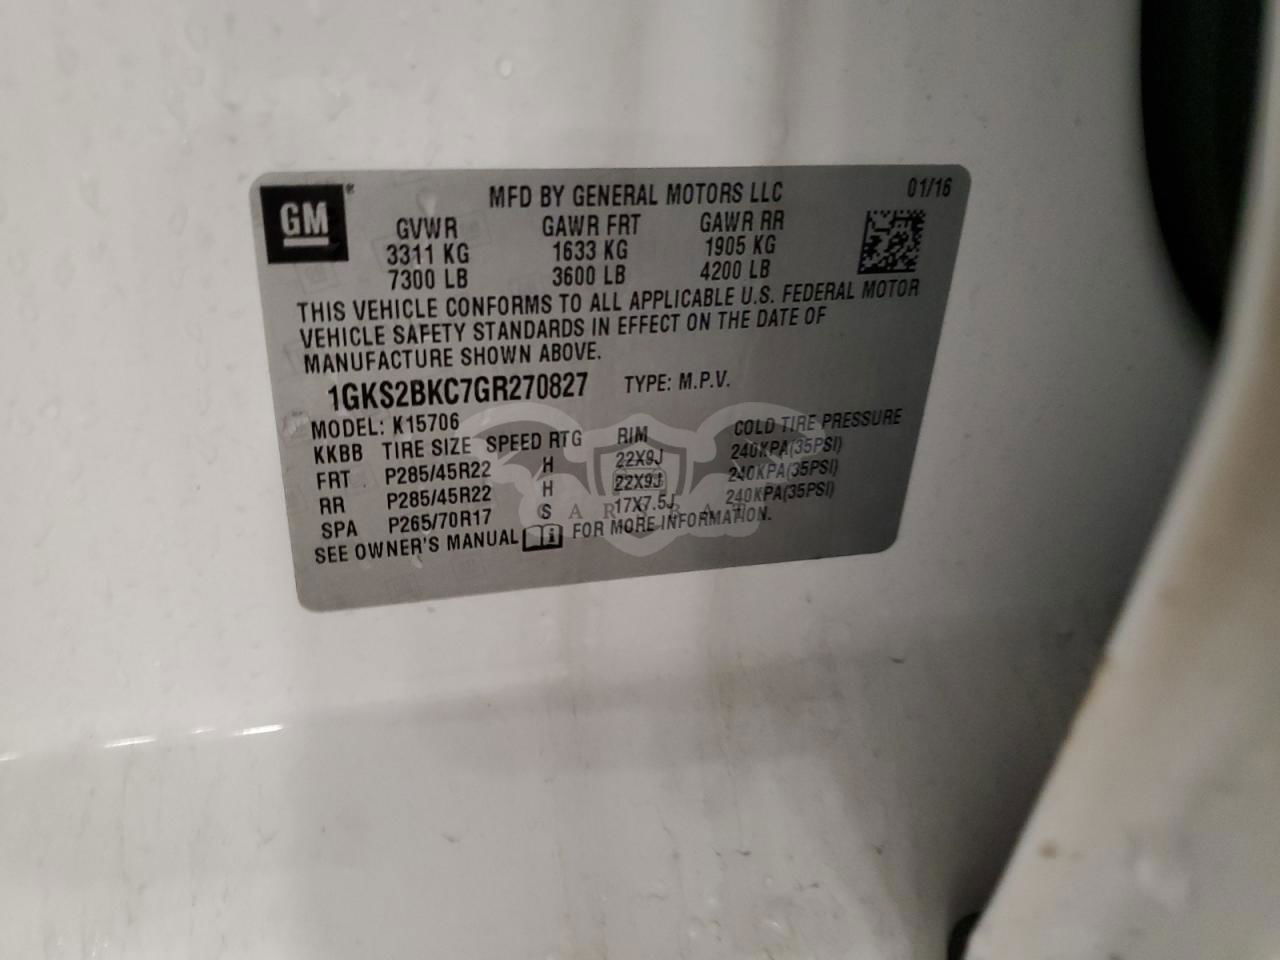 GM®
MFD BY GENERAL MOTORS LLC 01/16
GVWR GAWR FRT GAWR RR
3311 KG 1633 KG 1905 KG
7300 LB 3600 LB 4200 LB
THIS VEHICLE CONFORMS TO ALL APPLICABLE U.S. FEDERAL MOTOR
VEHICLE SAFETY STANDARDS IN EFFECT ON THE DATE OF
MANUFACTURE SHOWN ABOVE.
1GKS2BKC7GR270827 TYPE: M.P.V.
MODEL: K15706
KKBB TIRE SIZE SPEED RTG RIM COLD TIRE PRESSURE
FRT P285/45R22 H 22X9J 240KPA(35PSI)
RR P285/45R22 H 22X9J 240KPA(35PSI)
SPA P265/70R17 S 17X7.5J 240KPA(35PSI)
SEE OWNER'S MANUAL FOR MORE INFORMATION.